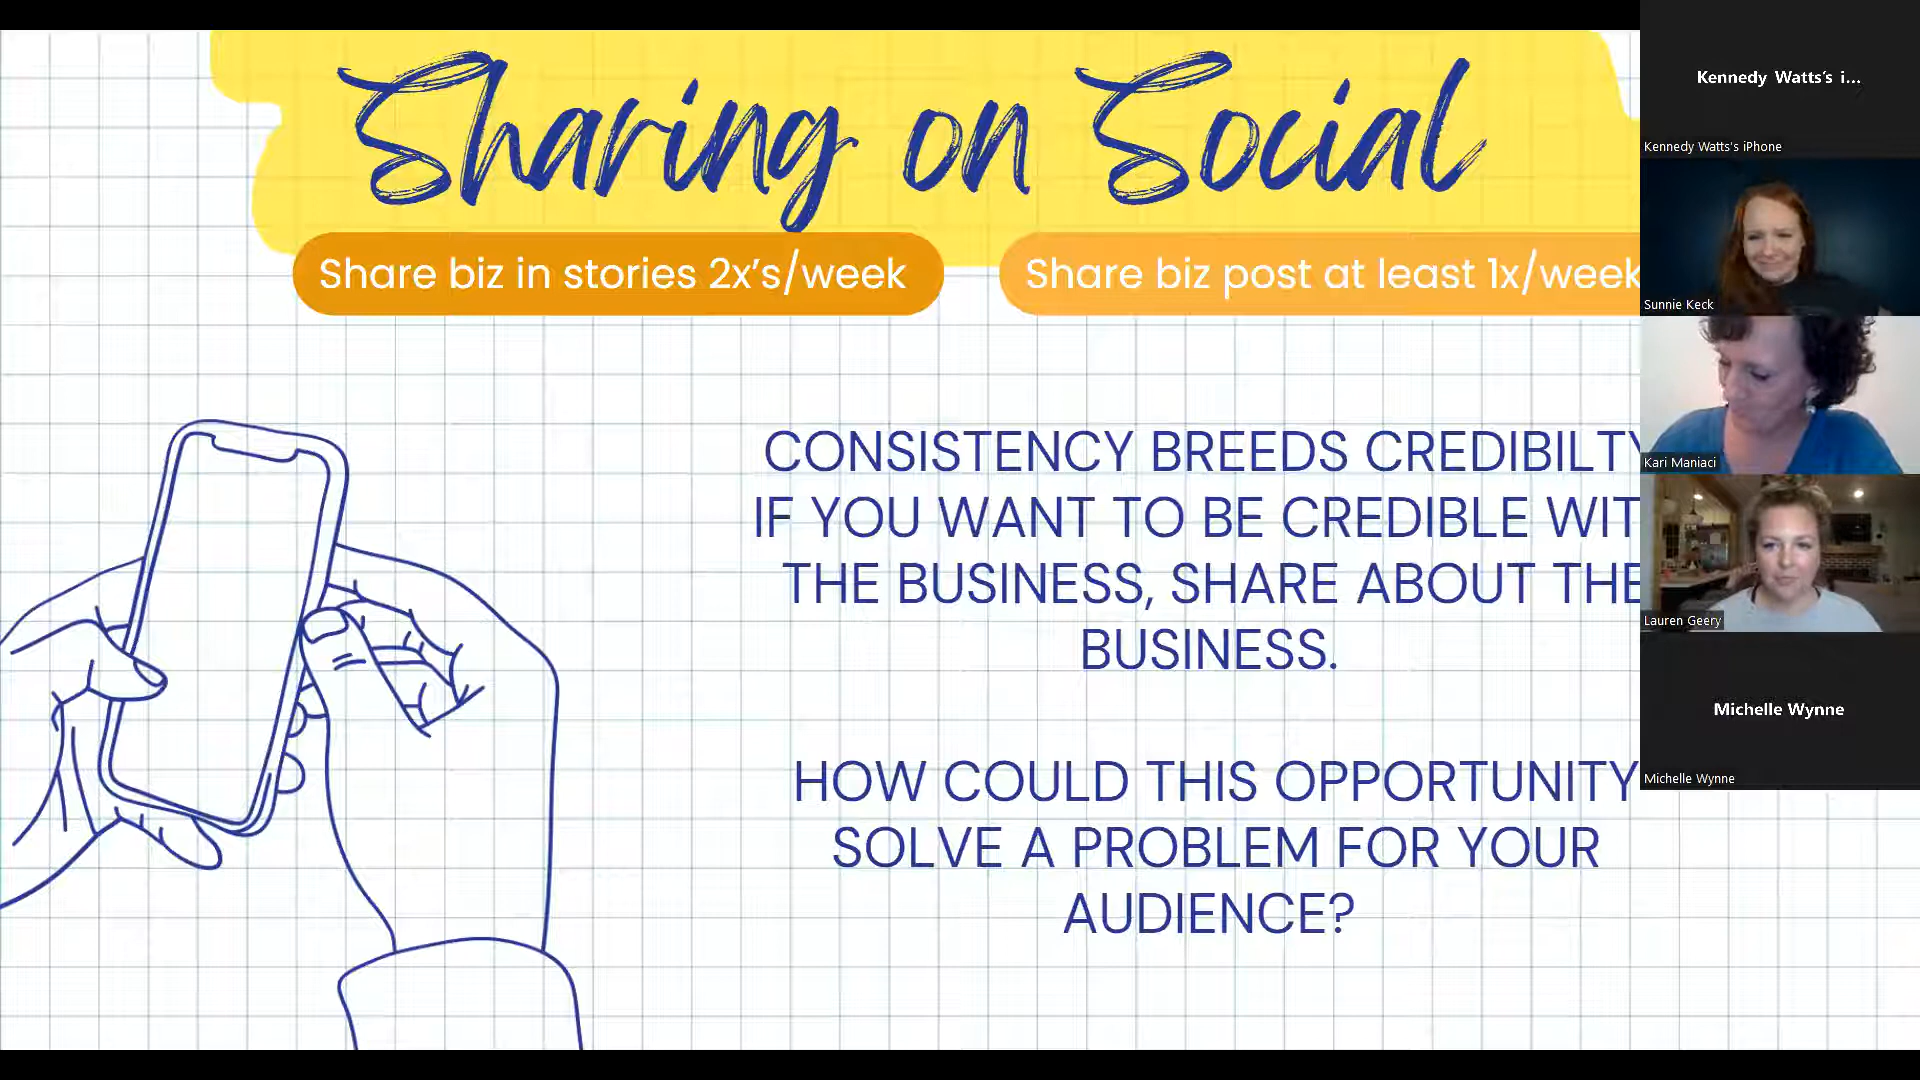 Sharing on Social
Share biz in stories 2x's/week
Share biz post at least 1x/week
CONSISTENCY BREEDS CREDIBILTY
IF YOU WANT TO BE CREDIBLE WIT
THE BUSINESS, SHARE ABOUT THE
BUSINESS.
HOW COULD THIS OPPORTUNITY
SOLVE A PROBLEM FOR YOUR
AUDIENCE?
Kennedy Watts's i...
Kennedy Watts's iPhone
Sunnie Keck
Kari Maniaci
Lauren Geery
Michelle Wynne
Michelle Wynne